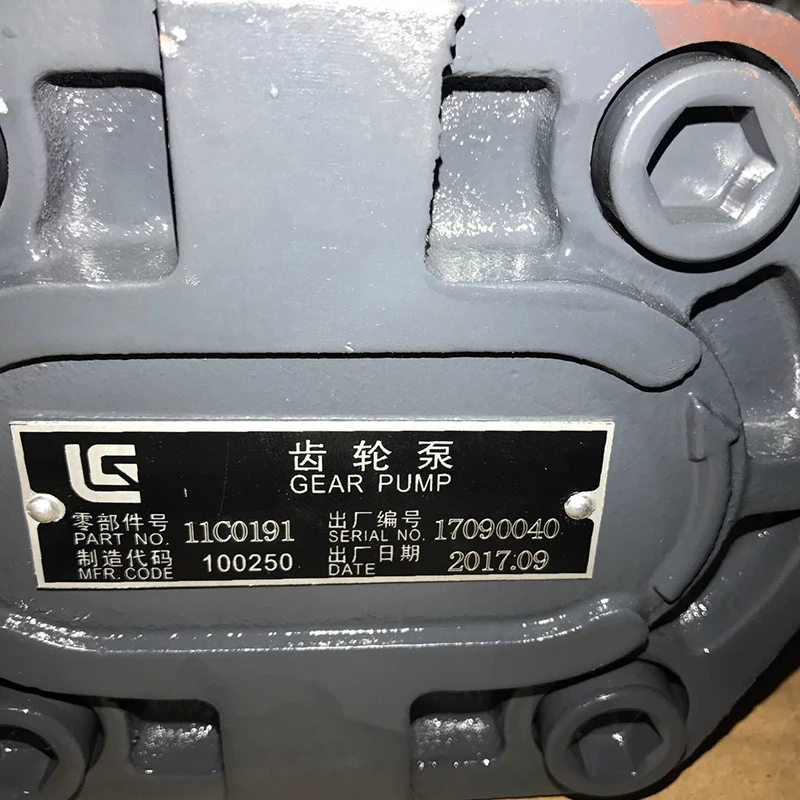 LG
齿轮泵
GEAR PUMP
零部件号 11C0191 出厂编号 17090040
PART NO. SERIAL NO.
制造代码 100250 出厂日期 2017.09
MFR. CODE DATE